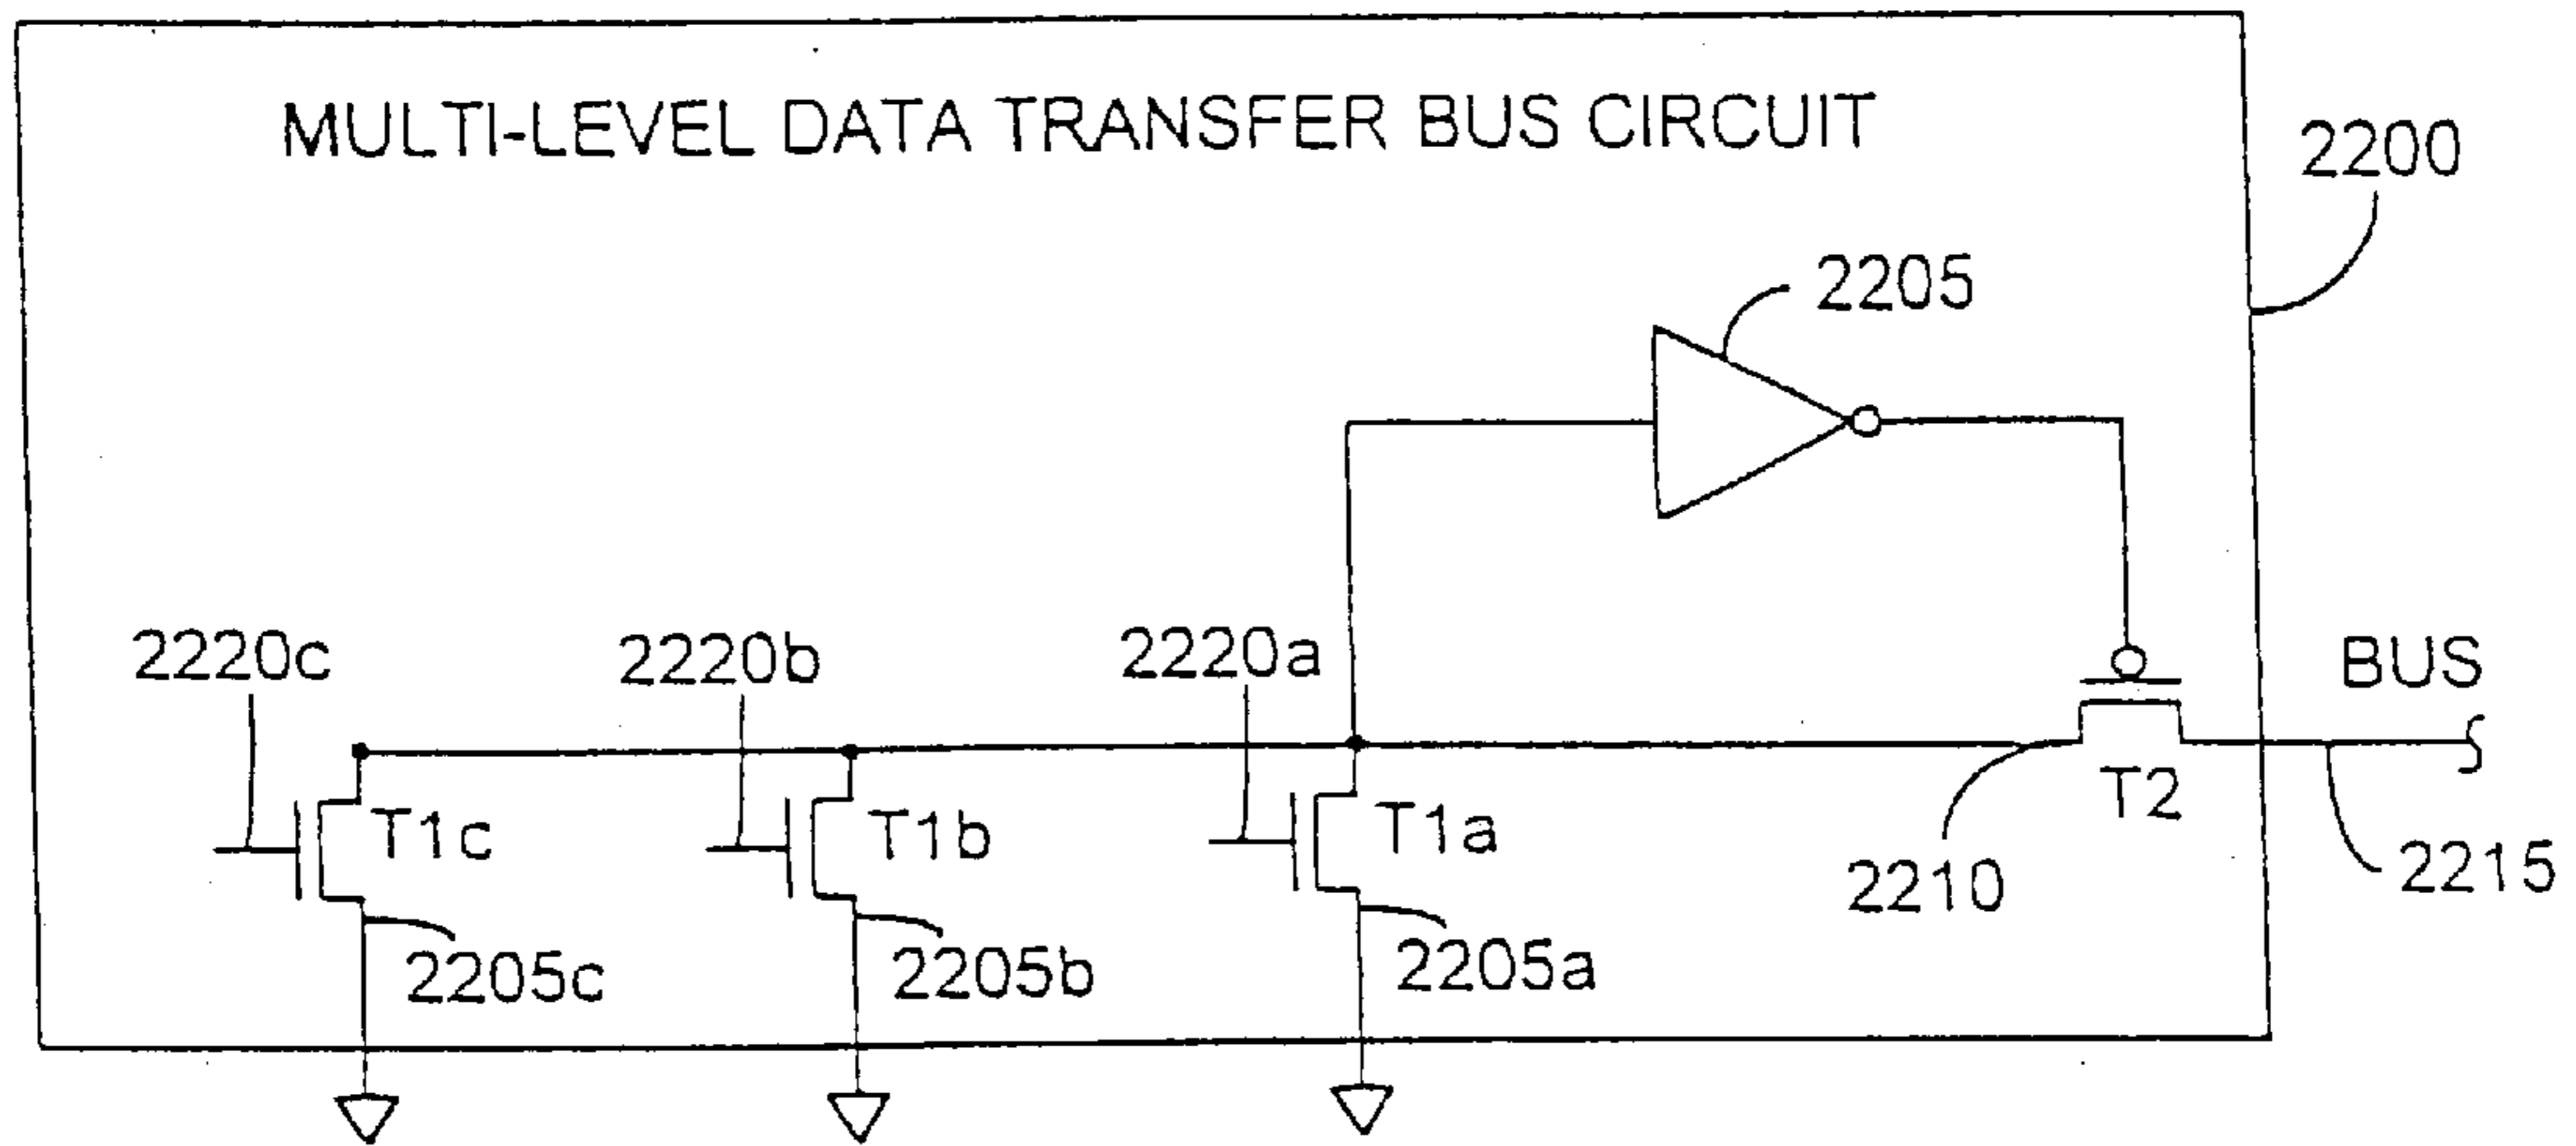 MULTI-LEVEL DATA TRANSFER BUS CIRCUIT
2200
2205
2220c
2220b
2220a
BUS
T1c
T1b
T1a
T2
2210
2215
2205c
2205b
2205a